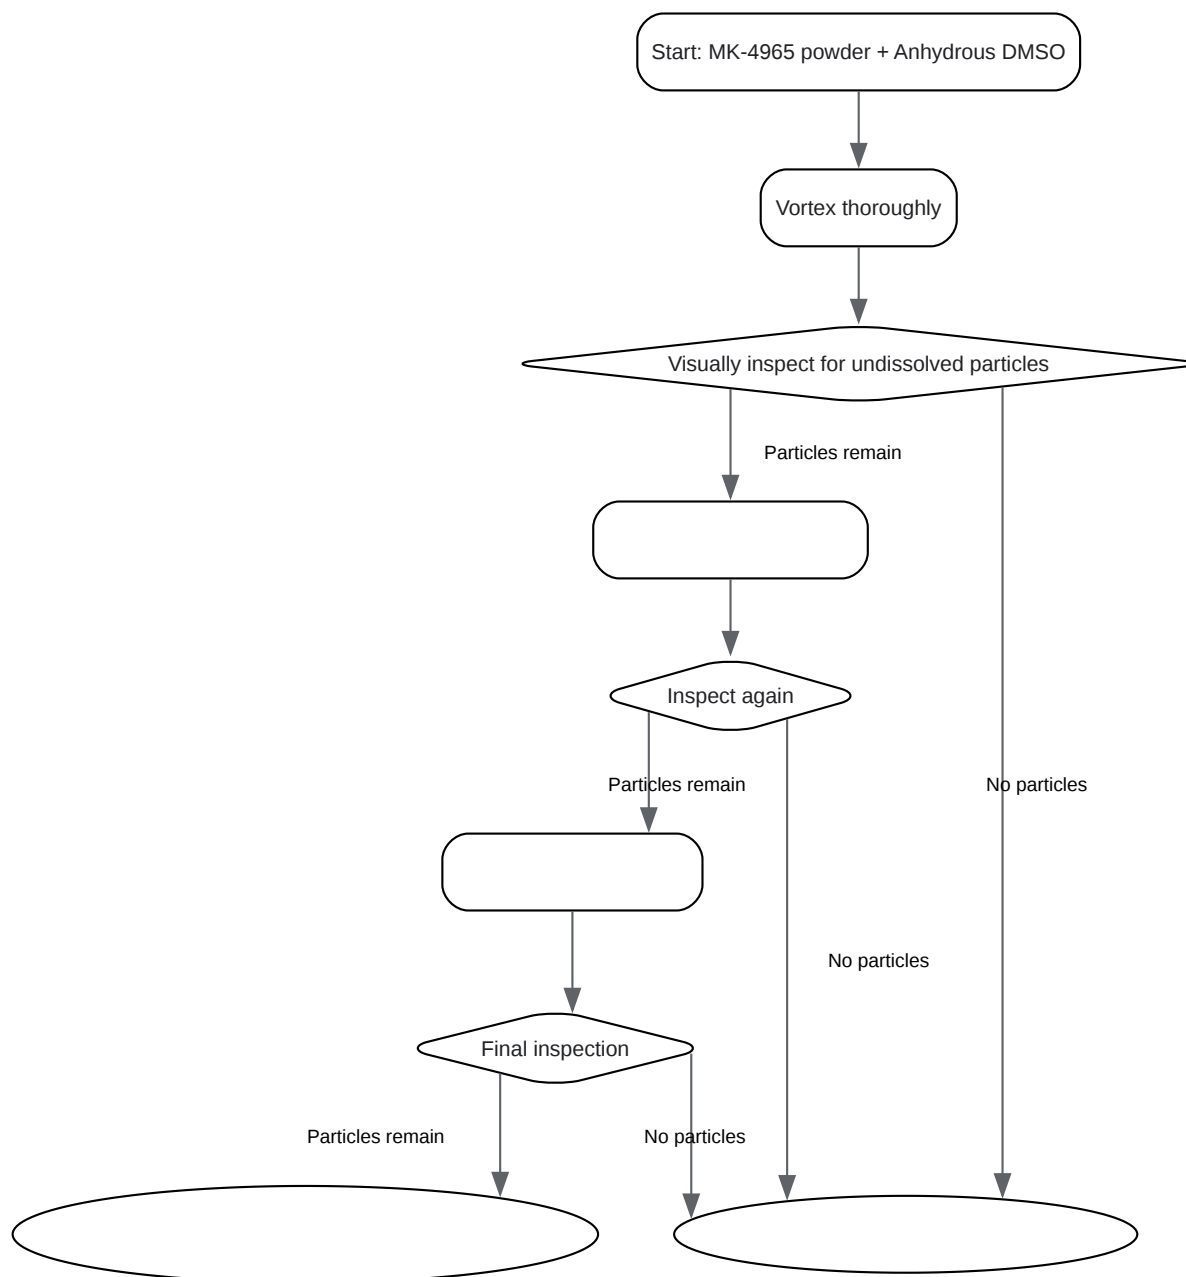 Start: MK-4965 powder + Anhydrous DMSO
Vortex thoroughly
Visually inspect for undissolved particles
Particles remain
Inspect again
Particles remain
No particles
No particles
Final inspection
Particles remain
No particles